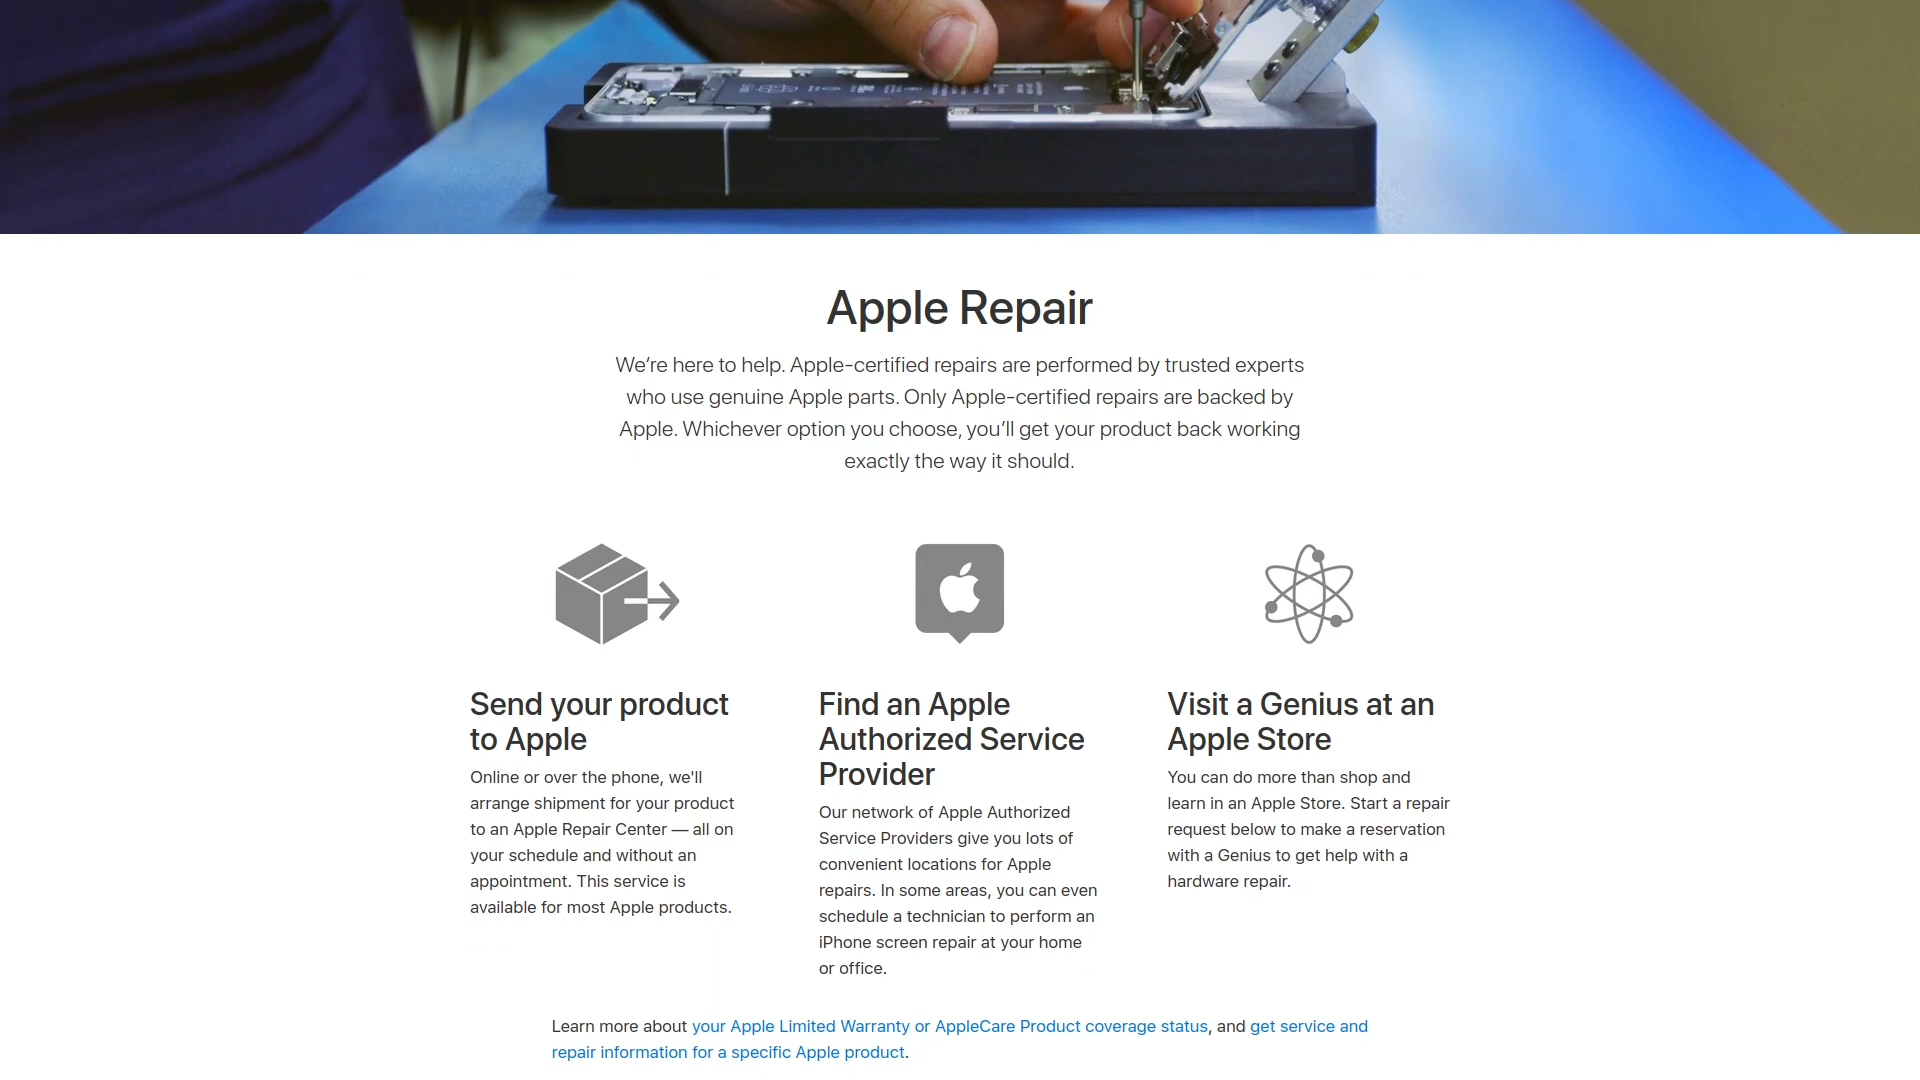 Apple Repair
We’re here to help. Apple-certified repairs are performed by trusted experts
who use genuine Apple parts. Only Apple-certified repairs are backed by
Apple. Whichever option you choose, you’ll get your product back working
exactly the way it should.
Send your product
to Apple
Online or over the phone, we'll
arrange shipment for your product
to an Apple Repair Center — all on
your schedule and without an
appointment. This service is
available for most Apple products.
Find an Apple
Authorized Service
Provider
Our network of Apple Authorized
Service Providers give you lots of
convenient locations for Apple
repairs. In some areas, you can even
schedule a technician to perform an
iPhone screen repair at your home
or office.
Visit a Genius at an
Apple Store
You can do more than shop and
learn in an Apple Store. Start a repair
request below to make a reservation
with a Genius to get help with a
hardware repair.
Learn more about your Apple Limited Warranty or AppleCare Product coverage status, and get service and
repair information for a specific Apple product.